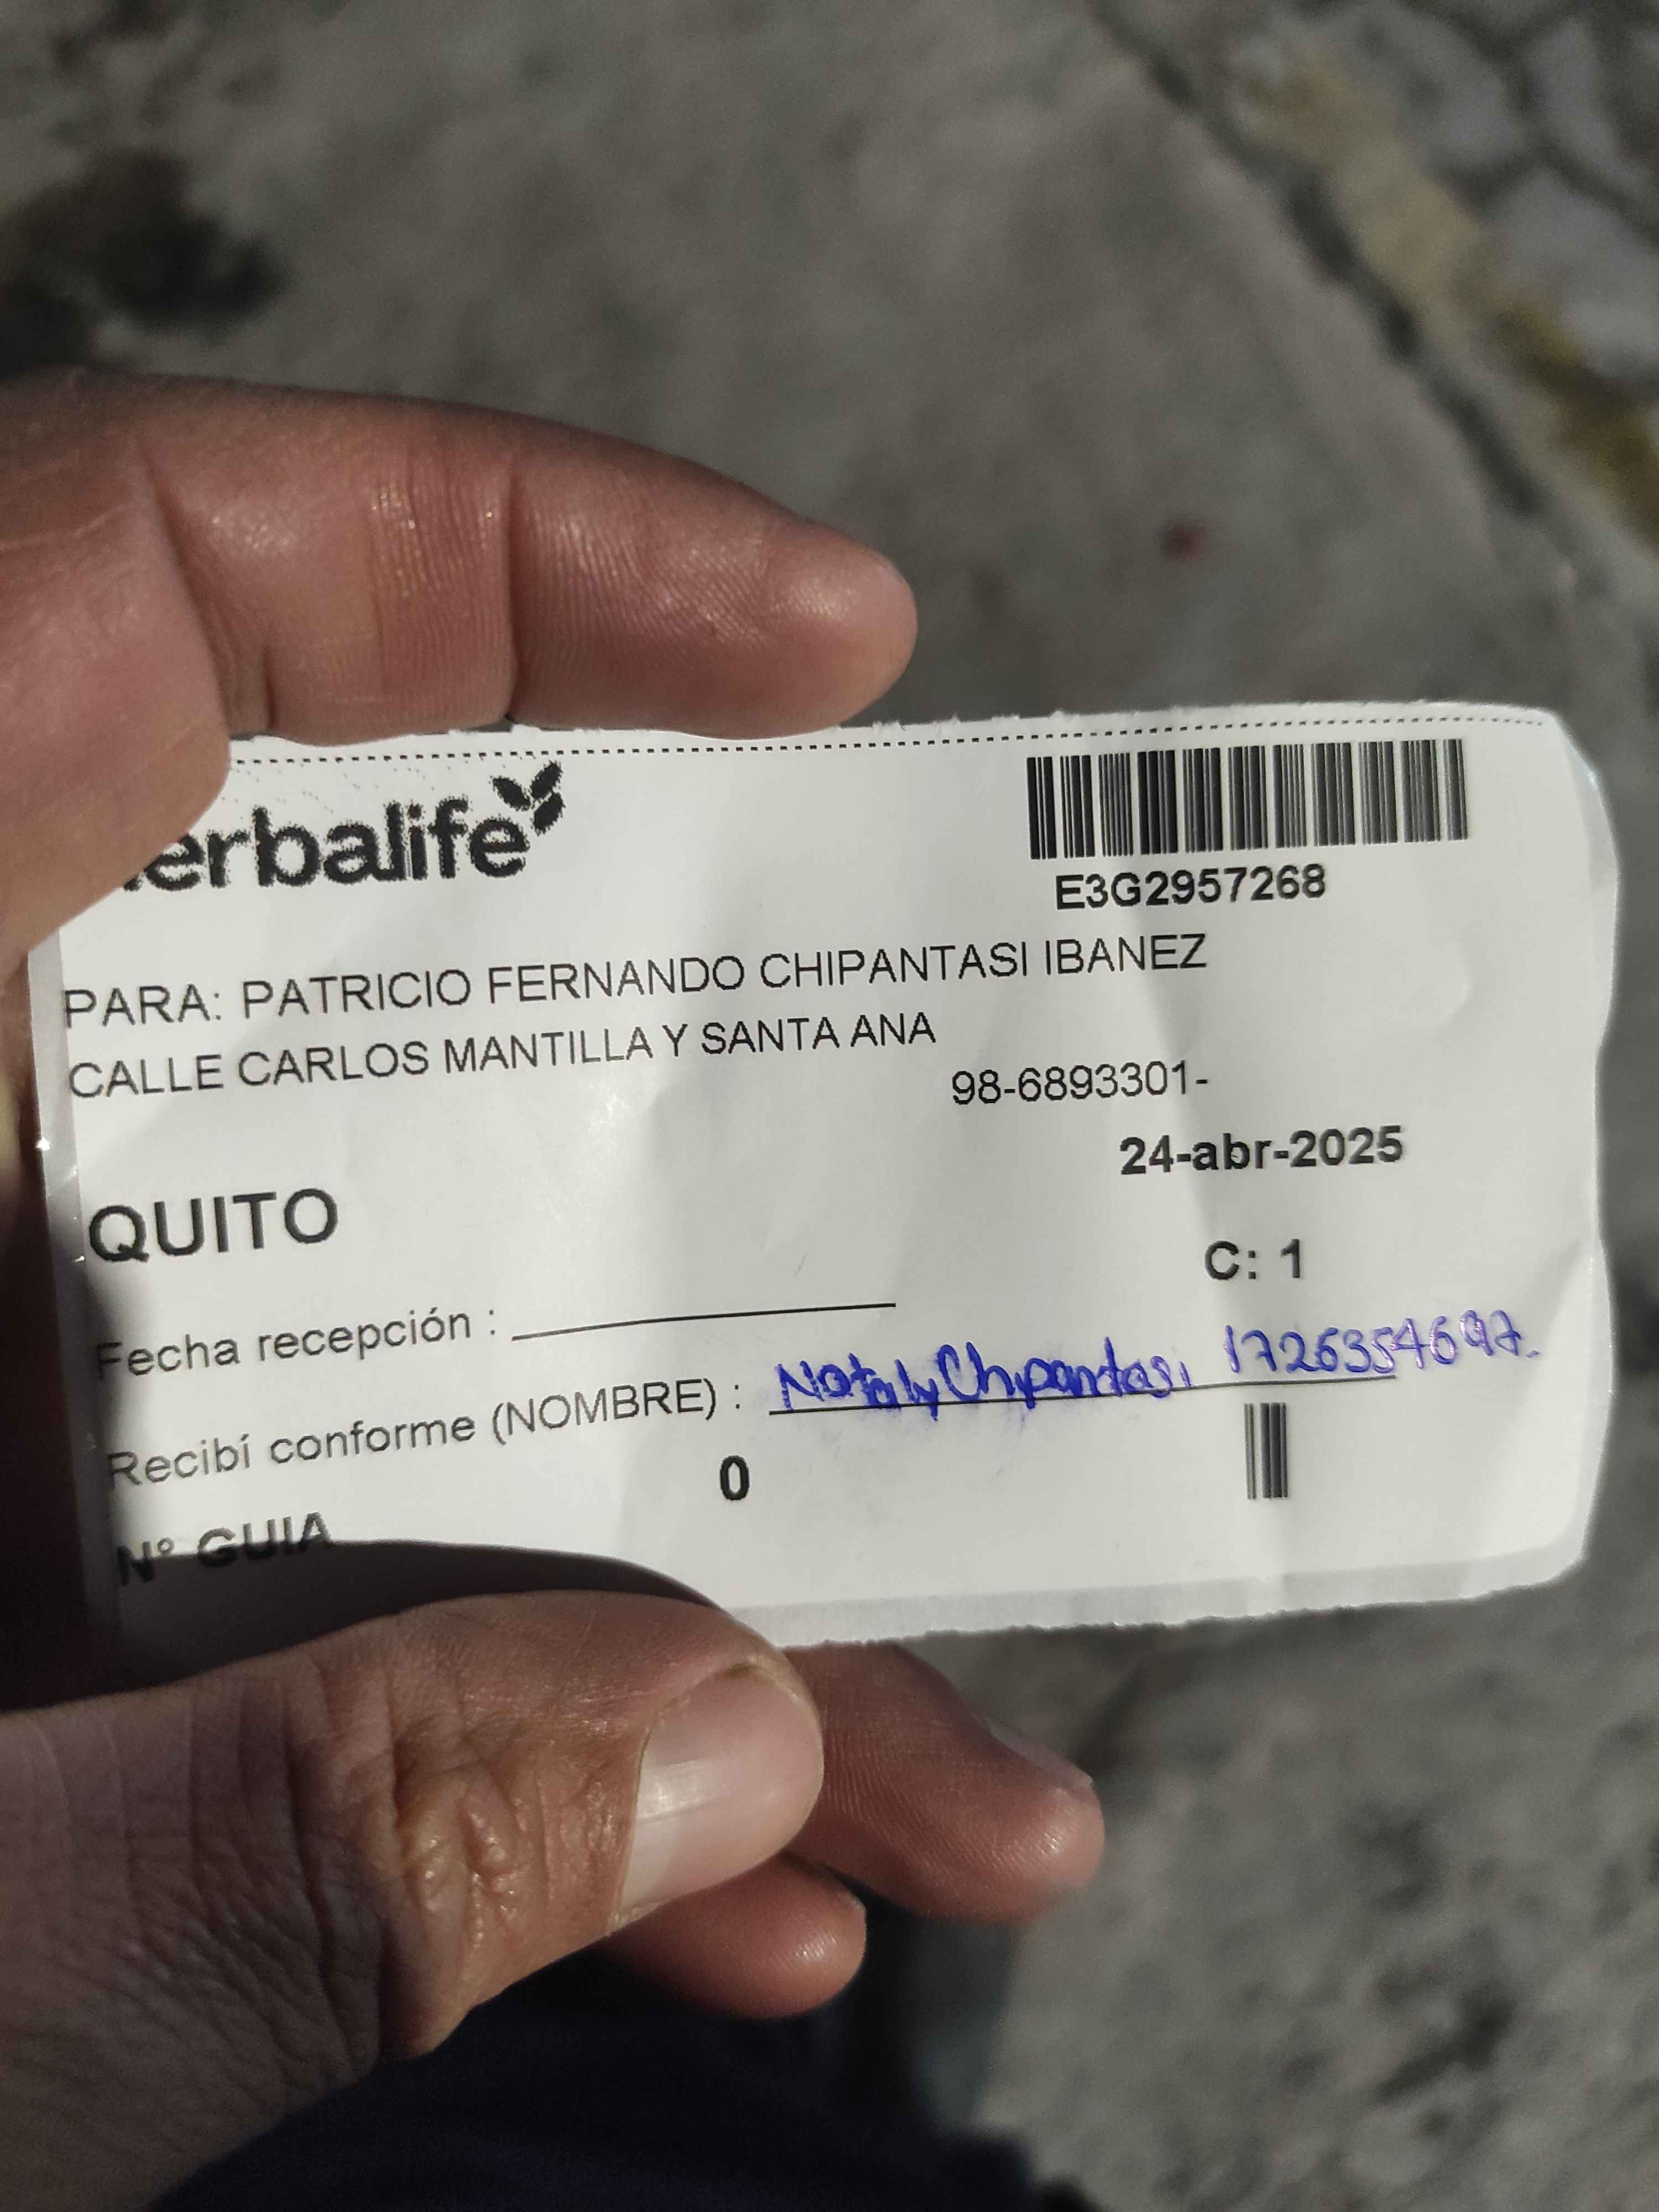 erbalife
E3G2957268
PARA: PATRICIO FERNANDO CHIPANTASI IBANEZ
CALLE CARLOS MANTILLA Y SANTA ANA
98-6893301-
24-abr-2025
QUITO
C: 1
Fecha recepción :
Recibí conforme (NOMBRE) : Nataly Chipantasi 1726354697.
0
Nº GUIA